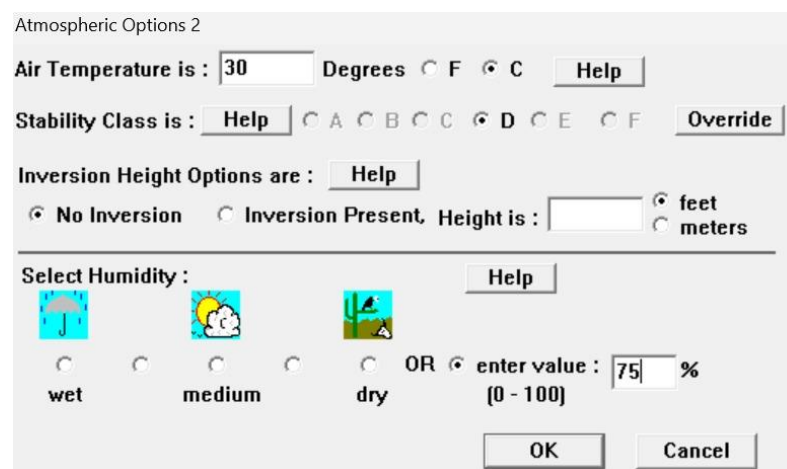 Atmospheric Options 2
Air Temperature is : 30 Degrees F C Help
Stability Class is : Help A B C D E F Override
Inversion Height Options are : Help
No Inversion Inversion Present, Height is : feet
meters
Select Humidity : Help
OR enter value : 75 %
wet medium dry (0 - 100)
OK Cancel